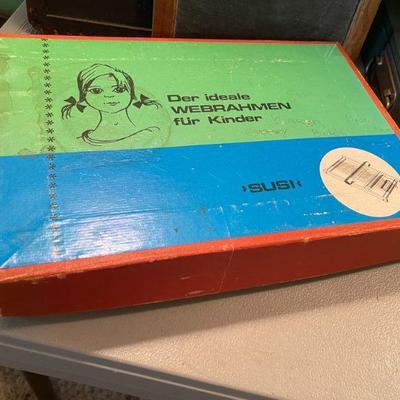 Der ideale
WEBRAHMEN
für Kinder
›SUSI‹